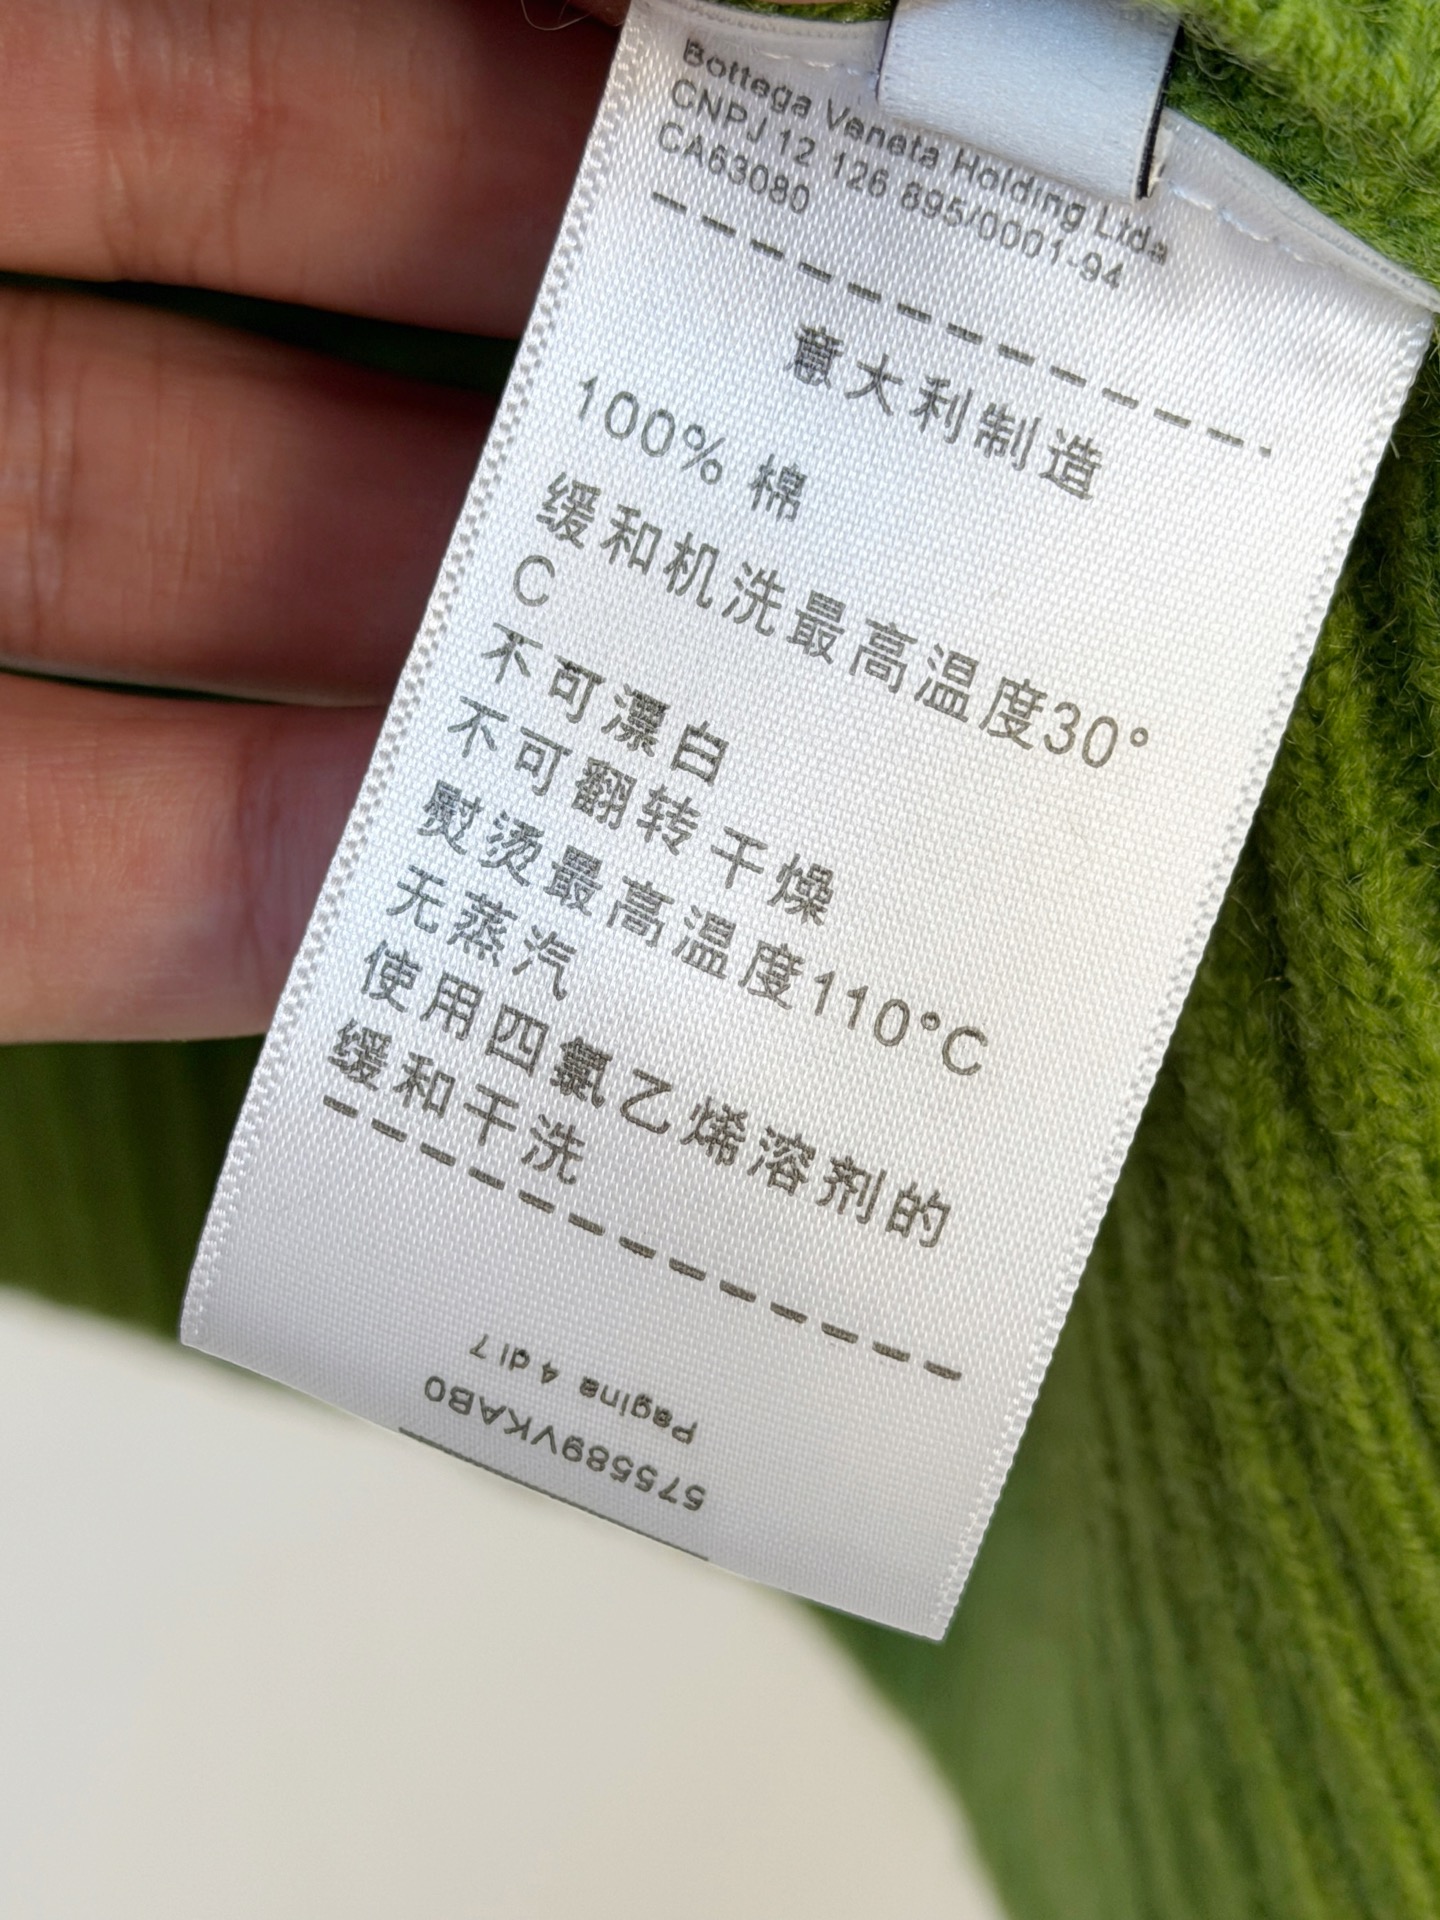 Bottega Veneta Holding Ltda
CNPJ 12 126 895/0001-94
CA63080
意大利制造
100% 棉
缓和机洗最高温度30°
C
不可漂白
不可翻转干燥
熨烫最高温度110°C
无蒸汽
使用四氯乙烯溶剂的
缓和干洗
575589VKAB0
Pagina 4 di 7